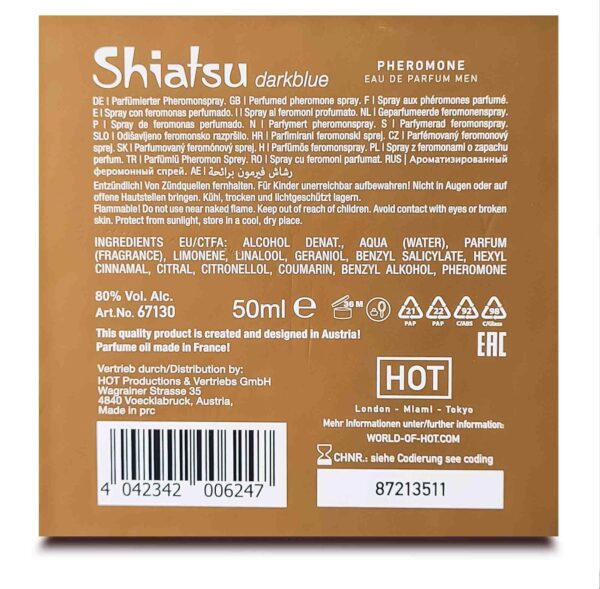 Shiatsu darkblue
PHEROMONE
EAU DE PARFUM MEN
DE | Parfümierter Pheromonspray. GB | Perfumed pheromone spray. F | Spray aux phéromones parfumé.
E | Spray con feromonas perfumado. I | Spray al feromoni profumato. NL | Geparfumeerde feromonenspray.
P | Spray de feromonas perfumado. N | Parfymert pheromonspray. S | Parfymerad feromonspray.
SLO | Odišavljeno feromonsko razpršilo. HR | Parfimirani feromonski sprej. CZ | Parfémovaný feromonový
sprej. SK | Parfumovaný feromónový sprej. H | Parfümös feromonspray. PL | Spray z feromonami o zapachu
perfum. TR | Parfümlü Pheromon Sprey. RO | Spray cu feromoni parfumat. RUS | Ароматизированный
феромонный спрей. AE | رشاش فيرمون برائحة
Entzündlich! Von Zündquellen fernhalten. Für Kinder unerreichbar aufbewahren! Nicht in Augen oder auf
offene Hautstellen bringen. Kühl, trocken und lichtgeschützt lagern.
Flammable! Do not use near naked flame. Keep out of reach of children. Avoid contact with eyes or broken
skin. Protect from sunlight, store in a cool, dry place.
INGREDIENTS EU/CTFA: ALCOHOL DENAT., AQUA (WATER), PARFUM
(FRAGRANCE), LIMONENE, LINALOOL, GERANIOL, BENZYL SALICYLATE, HEXYL
CINNAMAL, CITRAL, CITRONELLOL, COUMARIN, BENZYL ALKOHOL, PHEROMONE
80% Vol. Alc.
Art.No. 67130
50ml e
36 M
21 PAP
22 PAP
92 C/ABS
98 C/Glass
This quality product is created and designed in Austria!
Parfume oil made in France!
EAC
Vertrieb durch/Distribution by:
HOT Productions & Vertriebs GmbH
Wagrainer Strasse 35
4840 Voecklabruck, Austria,
Made in prc
HOT
London - Miami - Tokyo
Mehr Informationen unter/further information:
WORLD-OF-HOT.COM
CHNR.: siehe Codierung see coding
4 042342 006247
87213511